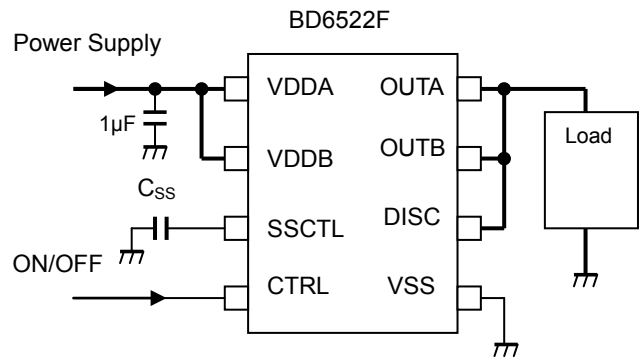 BD6522F
Power Supply
VDDA
OUTA
1µF
Load
VDDB
OUTB
CSS
SSCTL
DISC
ON/OFF
CTRL
VSS